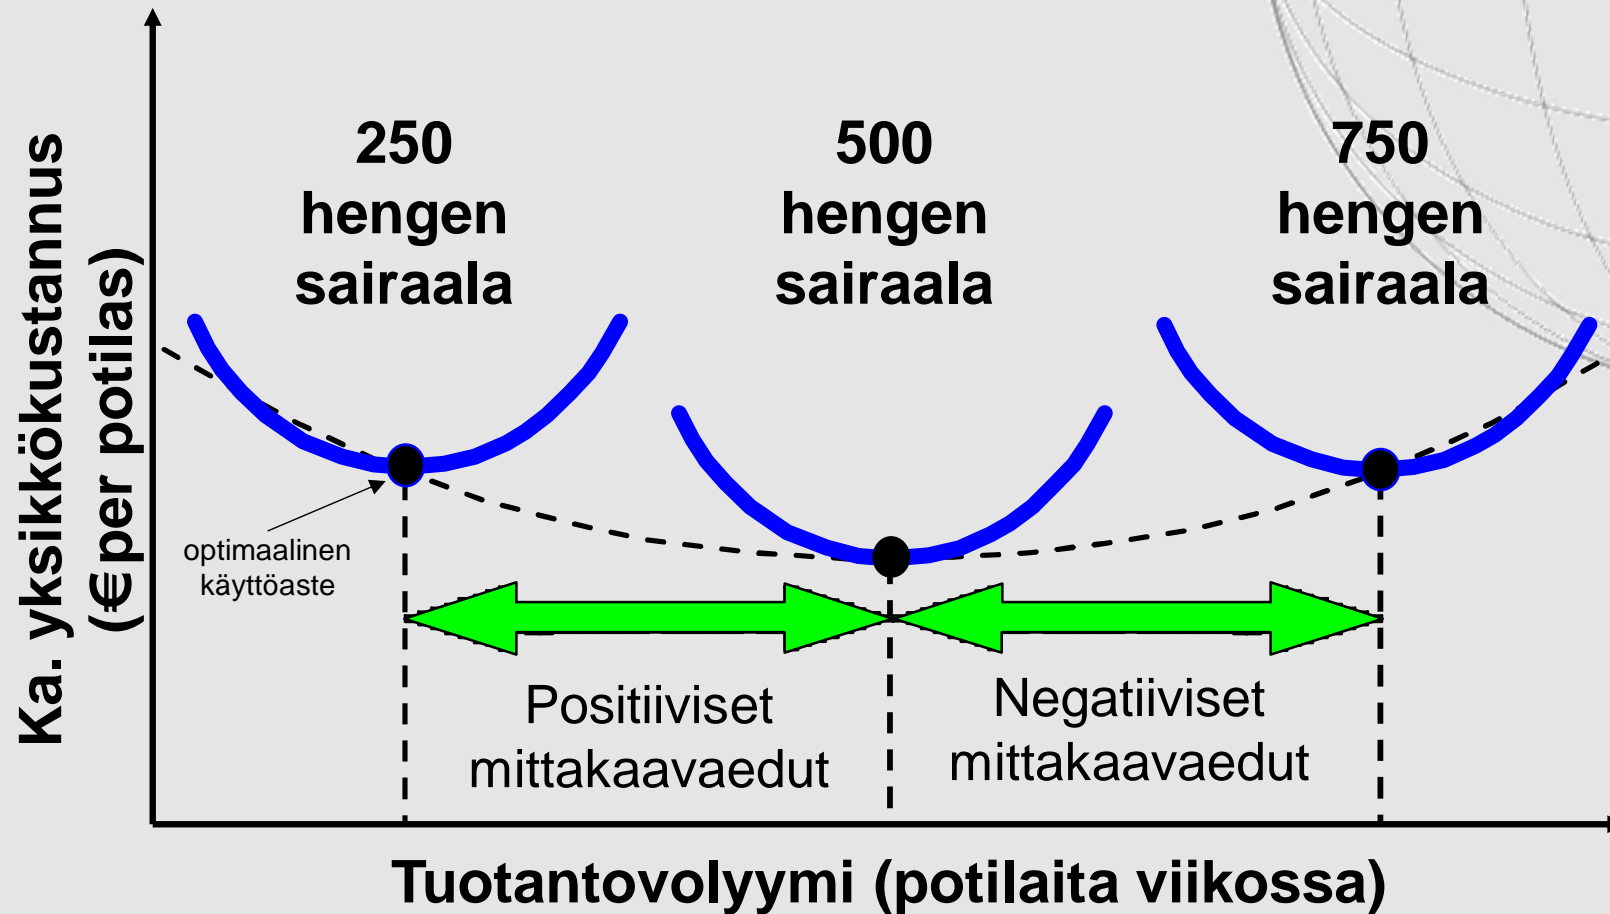 Ka. yksikkökustannus
(€per potilas)
250
hengen
sairaala
500
hengen
sairaala
750
hengen
sairaala
optimaalinen
käyttöaste
Positiiviset
mittakaavaedut
Negatiiviset
mittakaavaedut
Tuotantovolyymi (potilaita viikossa)